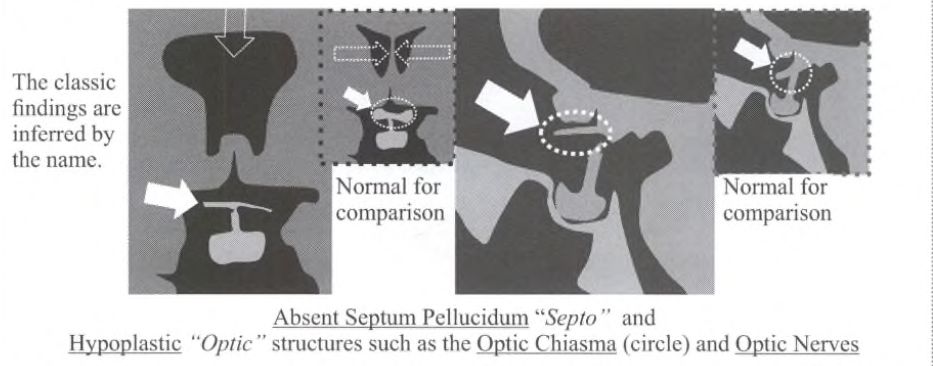 The classic
findings are
inferred by
the name.
Normal for
comparison
Normal for
comparison
Absent Septum Pellucidum “Septo” and
Hypoplastic “Optic” structures such as the Optic Chiasma (circle) and Optic Nerves